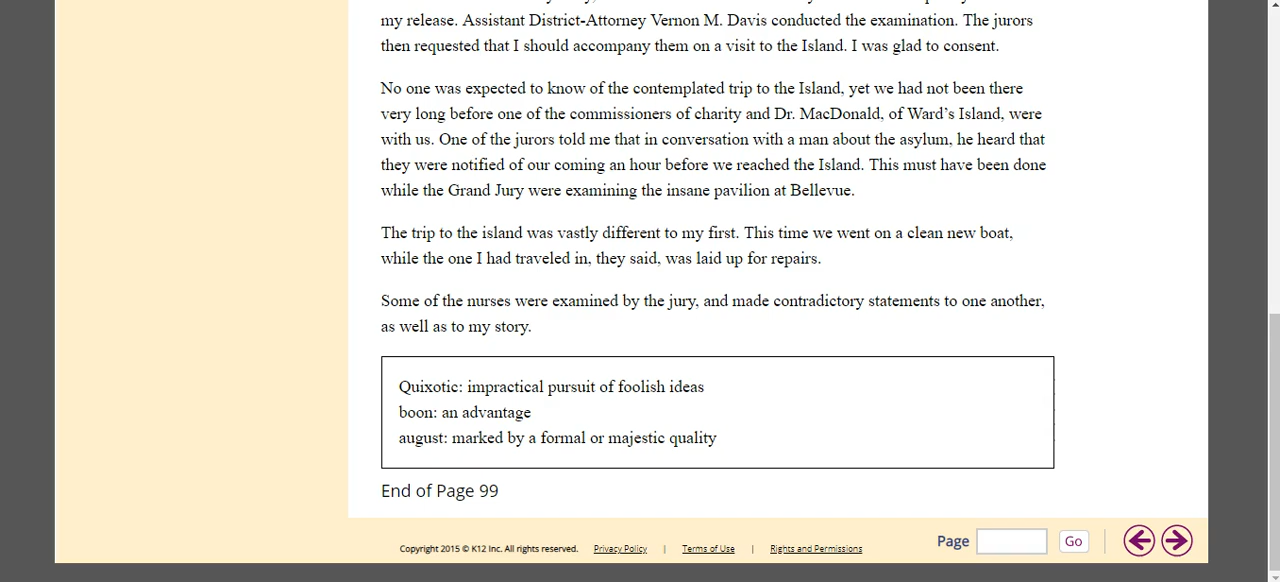 my release. Assistant District-Attorney Vernon M. Davis conducted the examination. The jurors
then requested that I should accompany them on a visit to the Island. I was glad to consent.
No one was expected to know of the contemplated trip to the Island, yet we had not been there
very long before one of the commissioners of charity and Dr. MacDonald, of Ward’s Island, were
with us. One of the jurors told me that in conversation with a man about the asylum, he heard that
they were notified of our coming an hour before we reached the Island. This must have been done
while the Grand Jury were examining the insane pavilion at Bellevue.
The trip to the island was vastly different to my first. This time we went on a clean new boat,
while the one I had traveled in, they said, was laid up for repairs.
Some of the nurses were examined by the jury, and made contradictory statements to one another,
as well as to my story.
Quixotic: impractical pursuit of foolish ideas
boon: an advantage
august: marked by a formal or majestic quality
End of Page 99
Copyright 2015 © K12 Inc. All rights reserved. Privacy Policy | Terms of Use | Rights and Permissions
Page Go